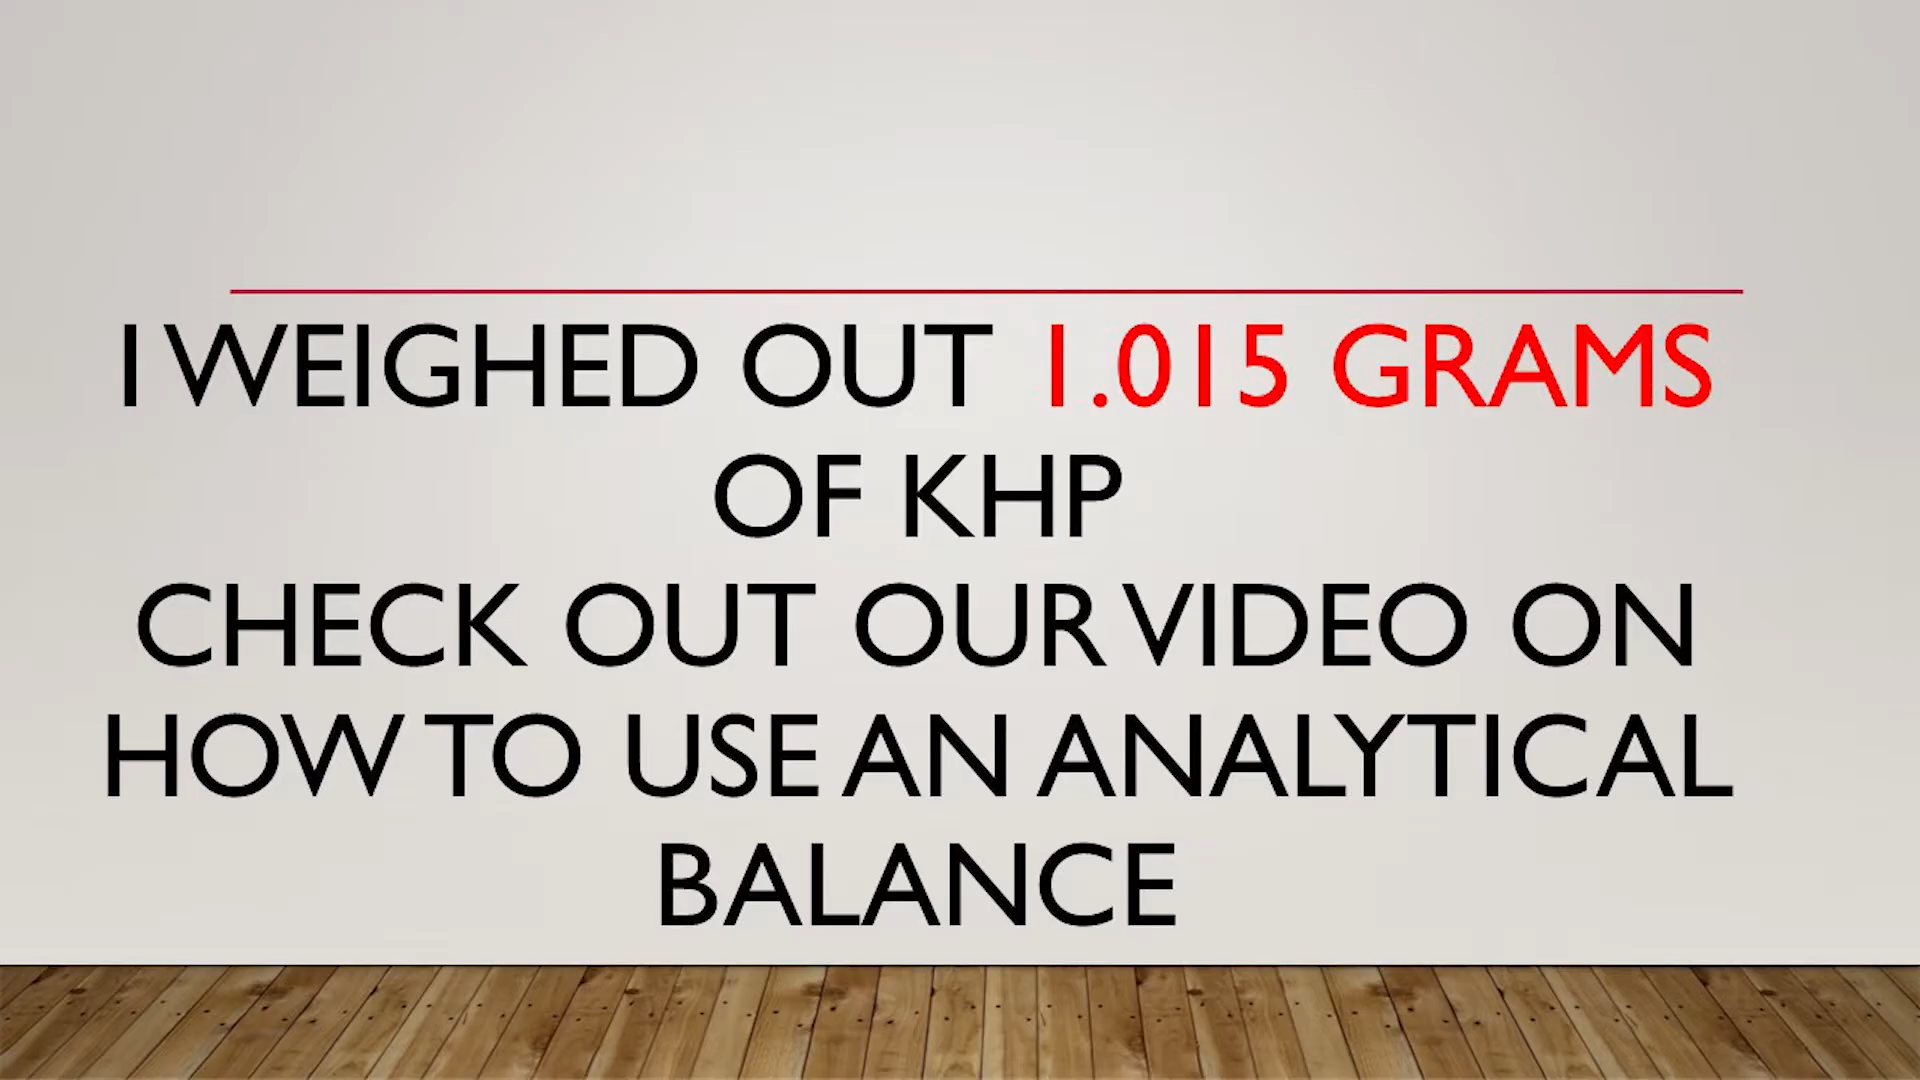 I WEIGHED OUT 1.015 GRAMS
OF KHP
CHECK OUT OUR VIDEO ON
HOW TO USE AN ANALYTICAL
BALANCE